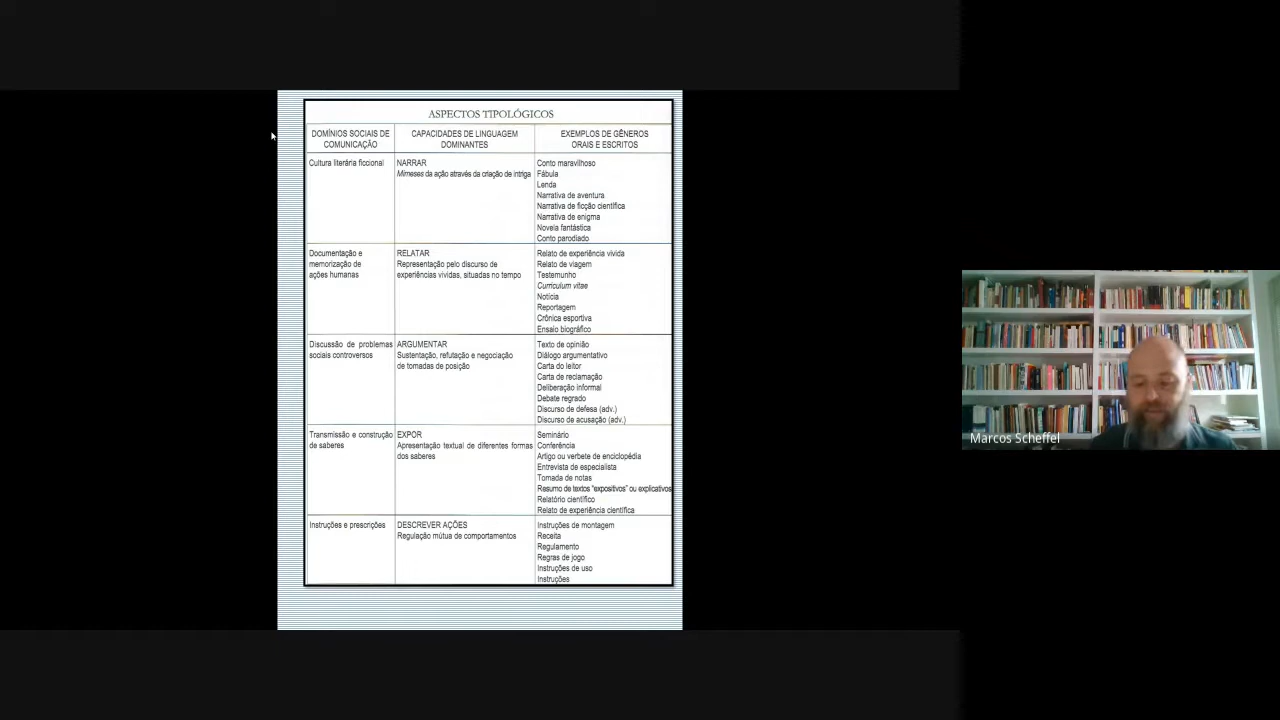 ASPECTOS TIPOLÓGICOS
DOMÍNIOS SOCIAIS DE COMUNICAÇÃO
CAPACIDADES DE LINGUAGEM DOMINANTES
EXEMPLOS DE GÊNEROS ORAIS E ESCRITOS
Cultura literária ficcional
NARRAR
Mimeses da ação através da criação de intriga
Conto maravilhoso
Fábula
Lenda
Narrativa de aventura
Narrativa de ficção científica
Narrativa de enigma
Novela fantástica
Conto parodiado
Documentação e
memorização de
ações humanas
RELATAR
Representação pelo discurso de
experiências vividas, situadas no tempo
Relato de experiência vivida
Relato de viagem
Testemunho
Curriculum vitae
Notícia
Reportagem
Crônica esportiva
Ensaio biográfico
Discussão de problemas
sociais controversos
ARGUMENTAR
Sustentação, refutação e negociação
de tomadas de posição
Texto de opinião
Diálogo argumentativo
Carta do leitor
Carta de reclamação
Deliberação informal
Debate regrado
Discurso de defesa (adv.)
Discurso de acusação (adv.)
Transmissão e construção
de saberes
EXPOR
Apresentação textual de diferentes formas
dos saberes
Seminário
Conferência
Artigo ou verbete de enciclopédia
Entrevista de especialista
Tomada de notas
Resumo de textos "expositivos" ou explicativos
Relatório científico
Relato de experiência científica
Instruções e prescrições
DESCREVER AÇÕES
Regulação mútua de comportamentos
Instruções de montagem
Receita
Regulamento
Regras de jogo
Instruções de uso
Instruções
Marcos Scheffel